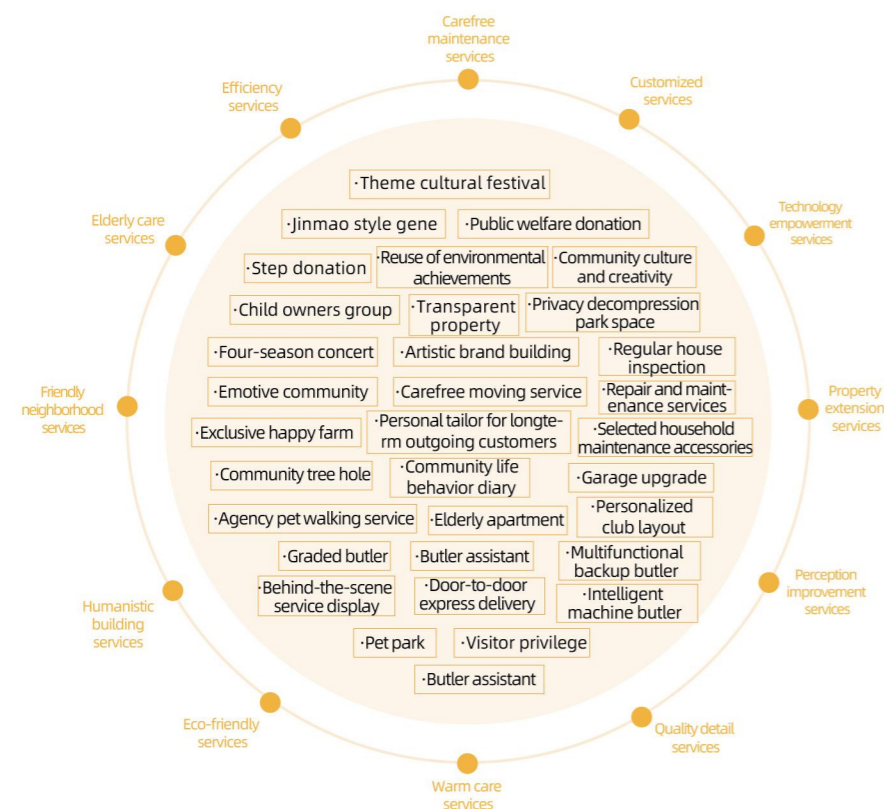 Carefree
maintenance
services
Customized
services
Efficiency
services
Technology
empowerment
services
Elderly care
services
Property
extension
services
Friendly
neighborhood
services
Perception
improvement
services
Humanistic
building
services
Quality detail
services
Eco-friendly
services
Warm care
services
·Theme cultural festival
·Jinmao style gene
·Public welfare donation
·Step donation
·Reuse of environmental
achievements
·Community culture
and creativity
·Child owners group
·Transparent
property
·Privacy decompression
park space
·Four-season concert
·Artistic brand building
·Regular house
inspection
·Emotive community
·Carefree moving service
·Repair and maint-
enance services
·Exclusive happy farm
·Personal tailor for longte-
rm outgoing customers
·Selected household
maintenance accessories
·Community tree hole
·Community life
behavior diary
·Garage upgrade
·Agency pet walking service
·Elderly apartment
·Personalized
club layout
·Graded butler
·Butler assistant
·Multifunctional
backup butler
·Behind-the-scene
service display
·Door-to-door
express delivery
·Intelligent
machine butler
·Pet park
·Visitor privilege
·Butler assistant